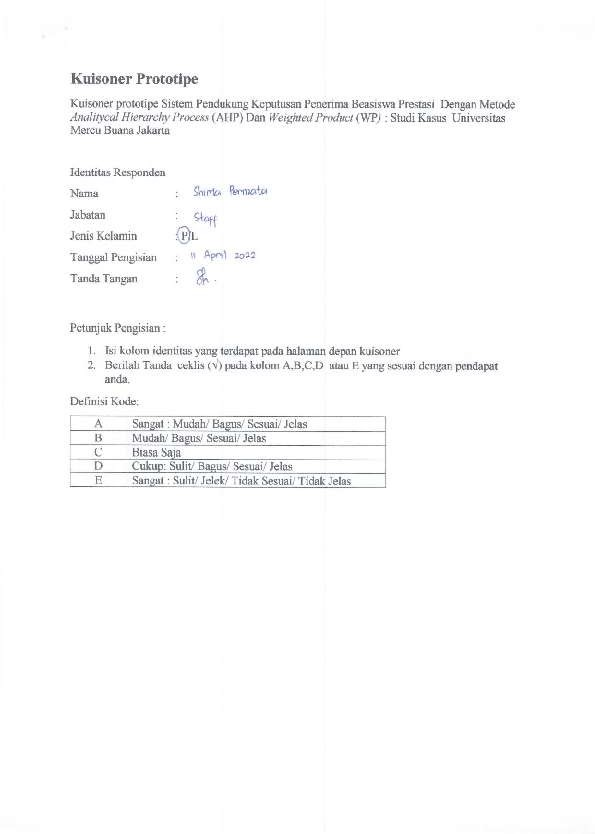 Kuisoner Prototipe
Kuisoner prototipe Sistem Pendukung Keputusan Penerima Beasiswa Prestasi Dengan Metode
Analitycal Hierarchy Process (AHP) Dan Weighted Product (WP) : Studi Kasus Universitas
Mercu Buana Jakarta
Identitas Responden
Nama : Shinta Permata
Jabatan : Staff
Jenis Kelamin : P/L
Tanggal Pengisian : 11 April 2022
Tanda Tangan :
Petunjuk Pengisian :
1. Isi kolom identitas yang terdapat pada halaman depan kuisoner
2. Berilah Tanda ceklis (√) pada kolom A,B,C,D atau E yang sesuai dengan pendapat
anda.
Definisi Kode:
A Sangat : Mudah/ Bagus/ Sesuai/ Jelas
B Mudah/ Bagus/ Sesuai/ Jelas
C Biasa Saja
D Cukup: Sulit/ Bagus/ Sesuai/ Jelas
E Sangat : Sulit/ Jelek/ Tidak Sesuai/ Tidak Jelas